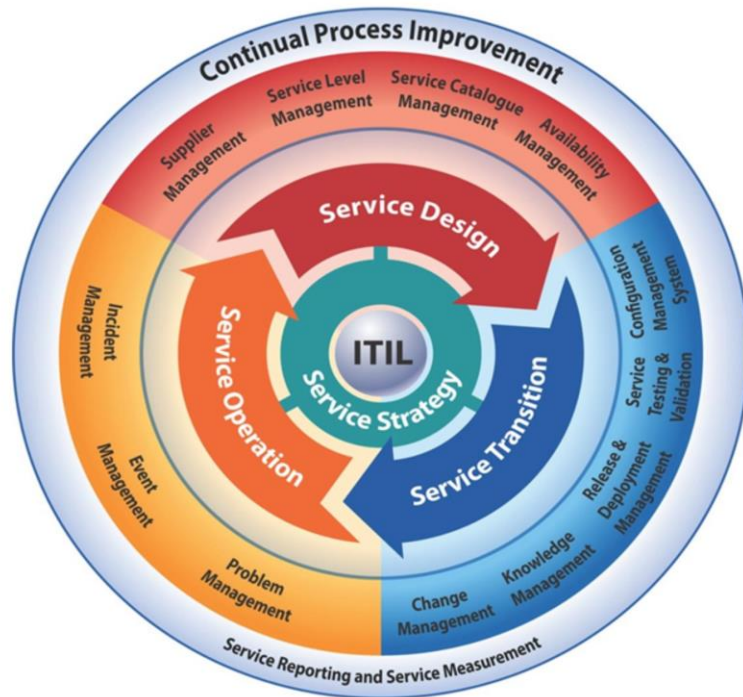 Continual Process Improvement
Supplier
Management
Service Level
Management
Service Catalogue
Management
Availability
Management
Configuration
Management
System
Service
Testing &
Validation
Release &
Deployment
Management
Knowledge
Management
Change
Management
Problem
Management
Event
Management
Incident
Management
Service Design
Service Transition
Service Operation
ITIL
Service Strategy
Service Reporting and Service Measurement